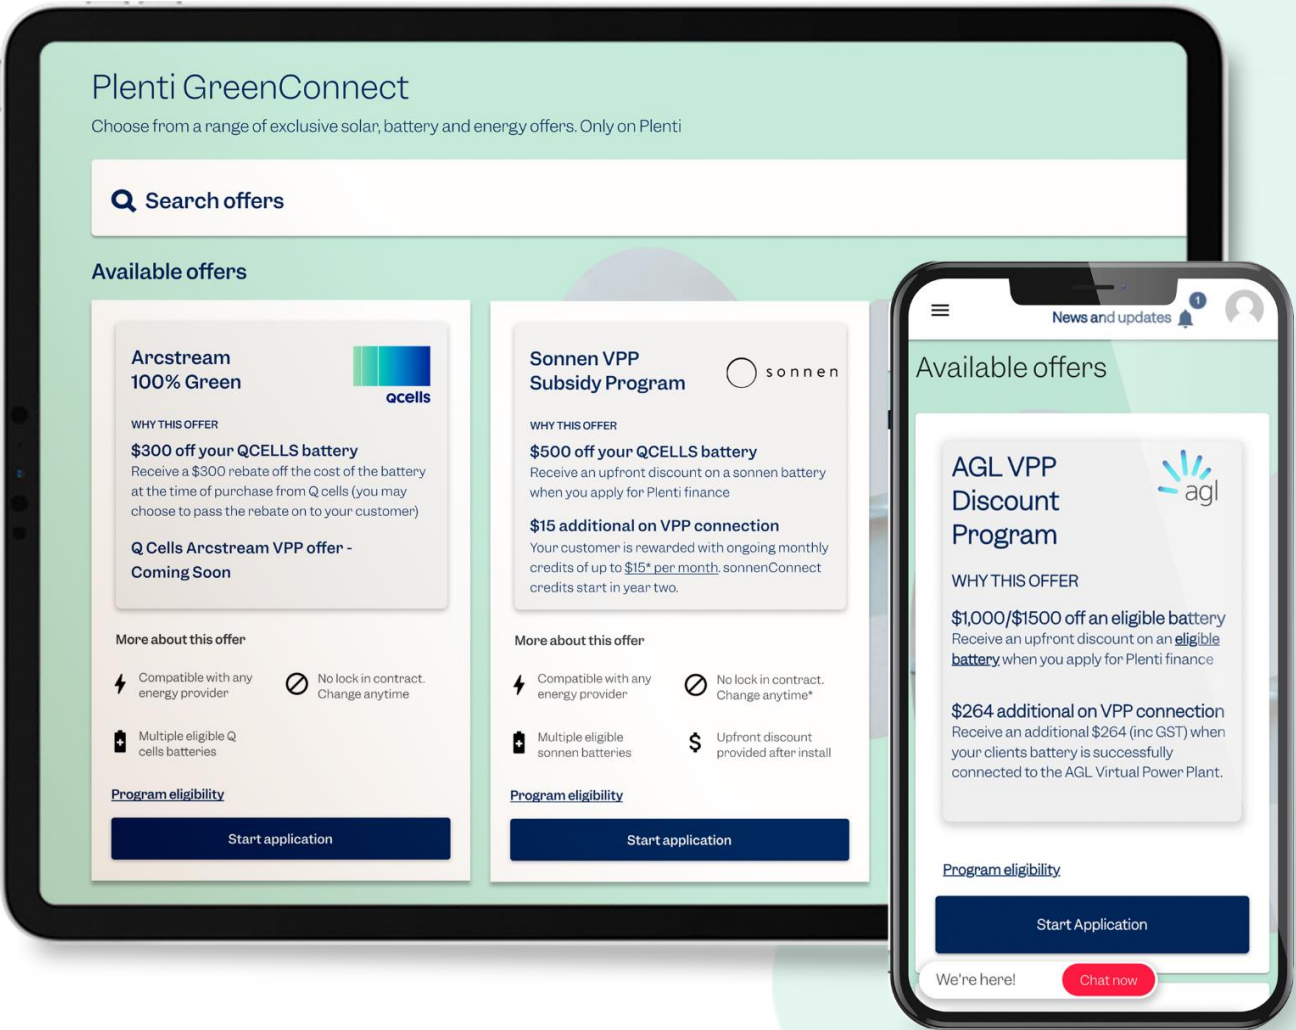 Plenti GreenConnect
Choose from a range of exclusive solar, battery and energy offers. Only on Plenti
Search offers
Available offers
Arcstream
100% Green
qcells
WHY THIS OFFER
$300 off your QCELLS battery
Receive a $300 rebate off the cost of the battery
at the time of purchase from Q cells (you may
choose to pass the rebate on to your customer)
Q Cells Arcstream VPP offer -
Coming Soon
More about this offer
Compatible with any
energy provider
No lock in contract.
Change anytime
Multiple eligible Q
cells batteries
Program eligibility
Start application
Sonnen VPP
Subsidy Program
sonnen
WHY THIS OFFER
$500 off your QCELLS battery
Receive an upfront discount on a sonnen battery
when you apply for Plenti finance
$15 additional on VPP connection
Your customer is rewarded with ongoing monthly
credits of up to $15* per month. sonnenConnect
credits start in year two.
More about this offer
Compatible with any
energy provider
No lock in contract.
Change anytime*
Multiple eligible
sonnen batteries
Upfront discount
provided after install
Program eligibility
Start application
News and updates
1
Available offers
AGL VPP
Discount
Program
agl
WHY THIS OFFER
$1,000/$1500 off an eligible battery
Receive an upfront discount on an eligible
battery when you apply for Plenti finance
$264 additional on VPP connection
Receive an additional $264 (inc GST) when
your clients battery is successfully
connected to the AGL Virtual Power Plant.
Program eligibility
Start Application
We're here!
Chat now